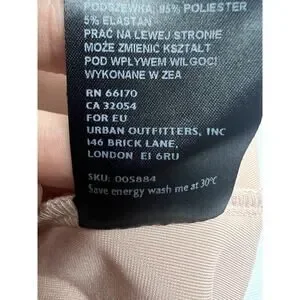 PODSZEWKA: 95% POLIESTER
5% ELASTAN
PRAĆ NA LEWEJ STRONIE
MOŻE ZMIENIĆ KSZTAŁT
POD WPŁYWEM WILGOCI
WYKONANE W ZEA
RN 66170
CA 32054
FOR EU
URBAN OUTFITTERS, INC
146 BRICK LANE,
LONDON E1 6RU
SKU: 005884
Save energy wash me at 30°C